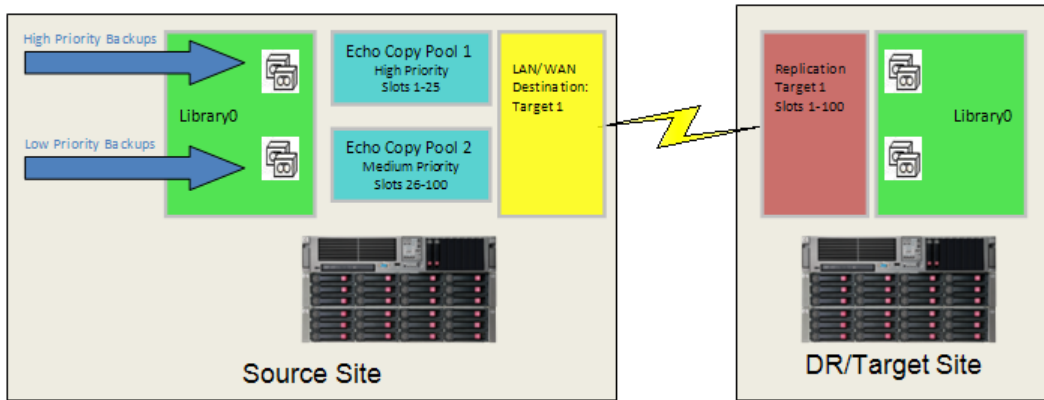 High Priority Backups
Library0
Low Priority Backups
Echo Copy Pool 1
High Priority
Slots 1-25
Echo Copy Pool 2
Medium Priority
Slots 26-100
LAN/WAN
Destination:
Target 1
Source Site
Replication
Target 1
Slots 1-100
Library0
DR/Target Site